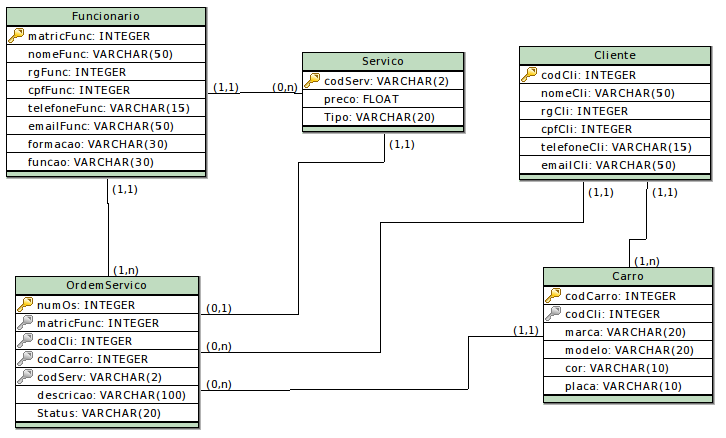 Funcionario
matricFunc: INTEGER
nomeFunc: VARCHAR(50)
rgFunc: INTEGER
cpfFunc: INTEGER
telefoneFunc: VARCHAR(15)
emailFunc: VARCHAR(50)
formacao: VARCHAR(30)
funcao: VARCHAR(30)
(1,1)
(0,n)
Servico
codServ: VARCHAR(2)
preco: FLOAT
Tipo: VARCHAR(20)
(1,1)
Cliente
codCli: INTEGER
nomeCli: VARCHAR(50)
rgCli: INTEGER
cpfCli: INTEGER
telefoneCli: VARCHAR(15)
emailCli: VARCHAR(50)
(1,1)
(1,1)
(1,1)
(1,n)
OrdemServico
numOs: INTEGER
matricFunc: INTEGER
codCli: INTEGER
codCarro: INTEGER
codServ: VARCHAR(2)
descricao: VARCHAR(100)
Status: VARCHAR(20)
(0,1)
(0,n)
(0,n)
(1,n)
(1,1)
Carro
codCarro: INTEGER
codCli: INTEGER
marca: VARCHAR(20)
modelo: VARCHAR(20)
cor: VARCHAR(10)
placa: VARCHAR(10)